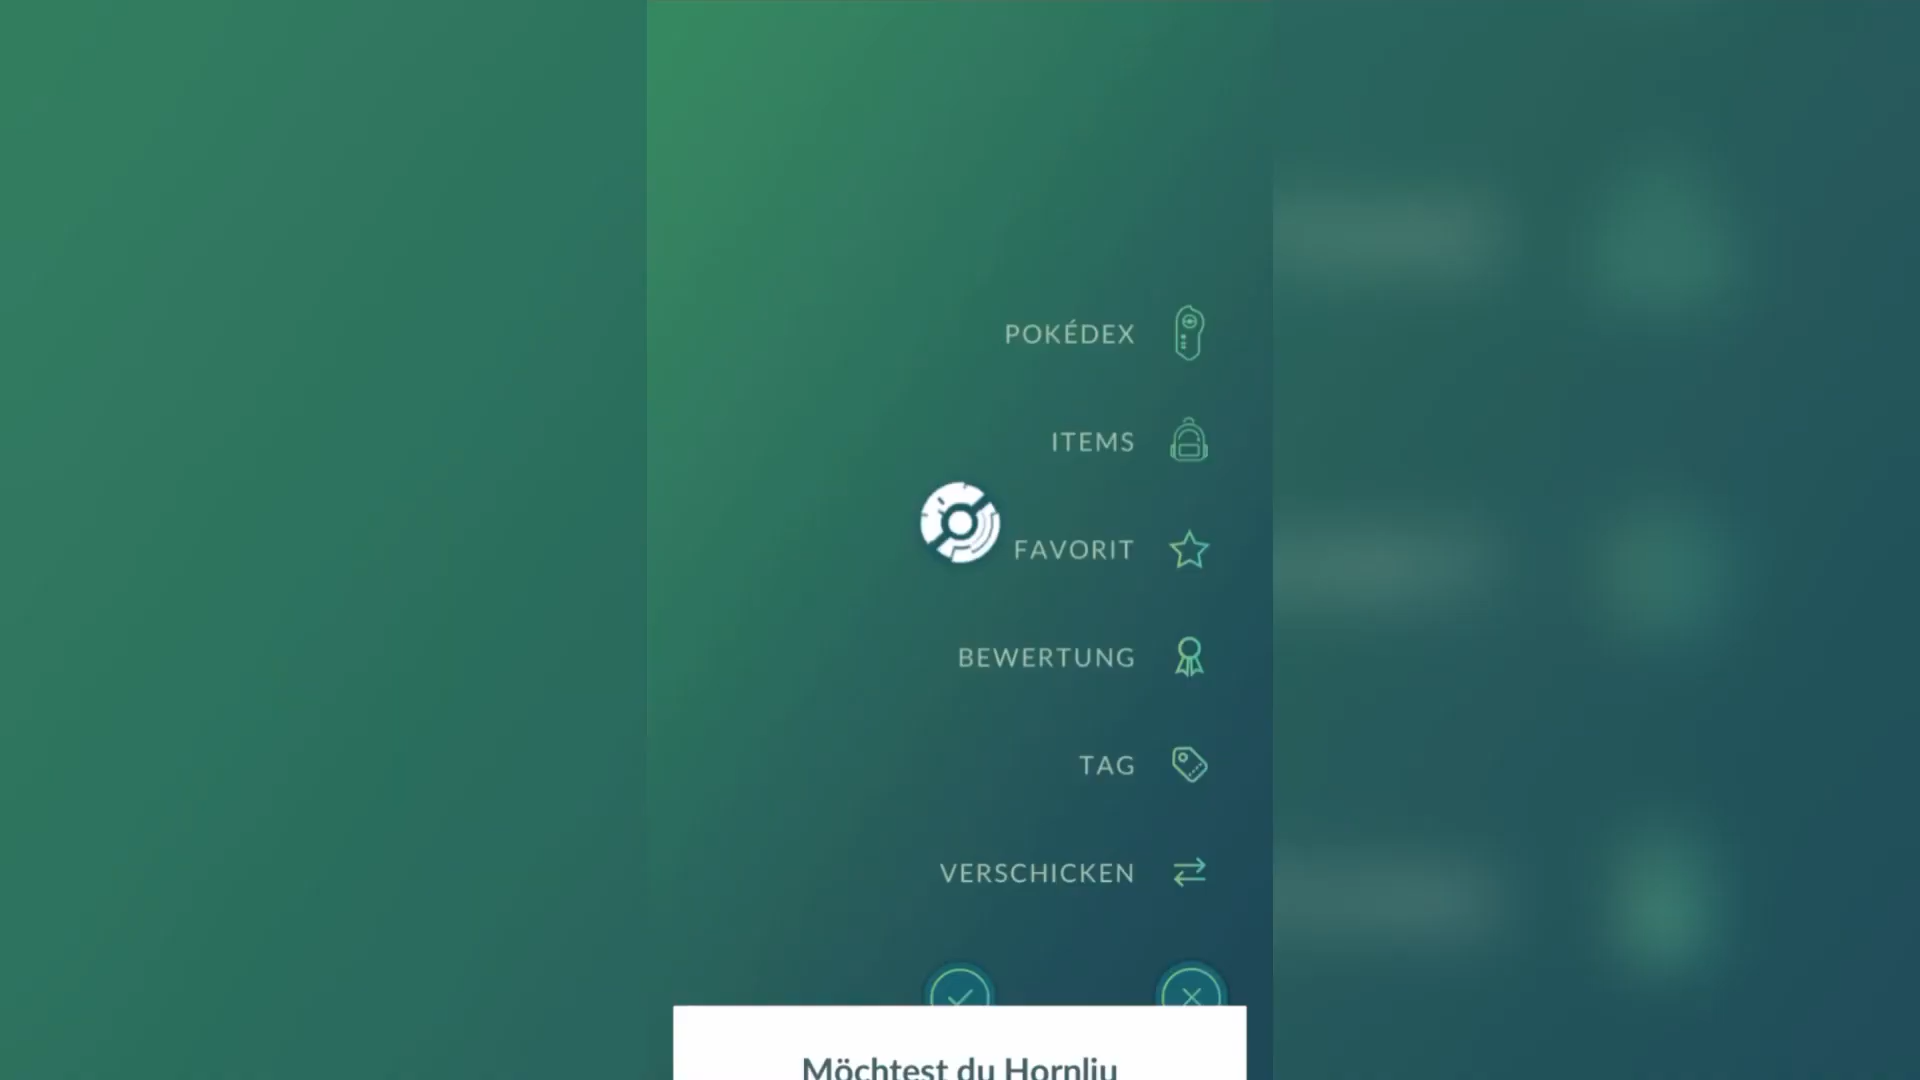 POKÉDEX
ITEMS
FAVORIT
BEWERTUNG
TAG
VERSCHICKEN
Möchtest du Hornliu